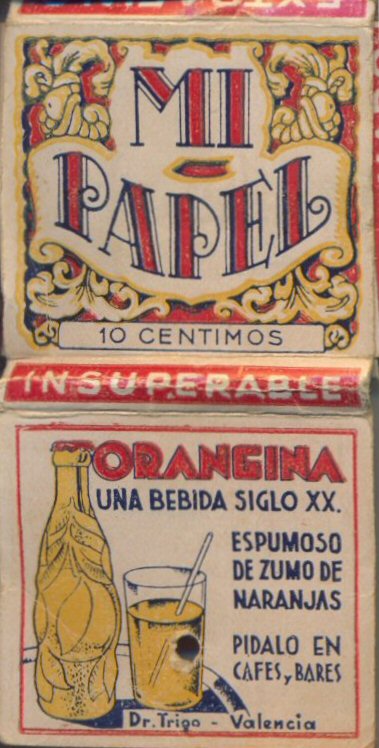 EXTRA
MI
PAPEL
10 CENTIMOS
INSUPERABLE
ORANGINA
UNA BEBIDA SIGLO XX.
ESPUMOSO
DE ZUMO DE
NARANJAS
PIDALO EN
CAFES y BARES
Dr. Trigo - Valencia